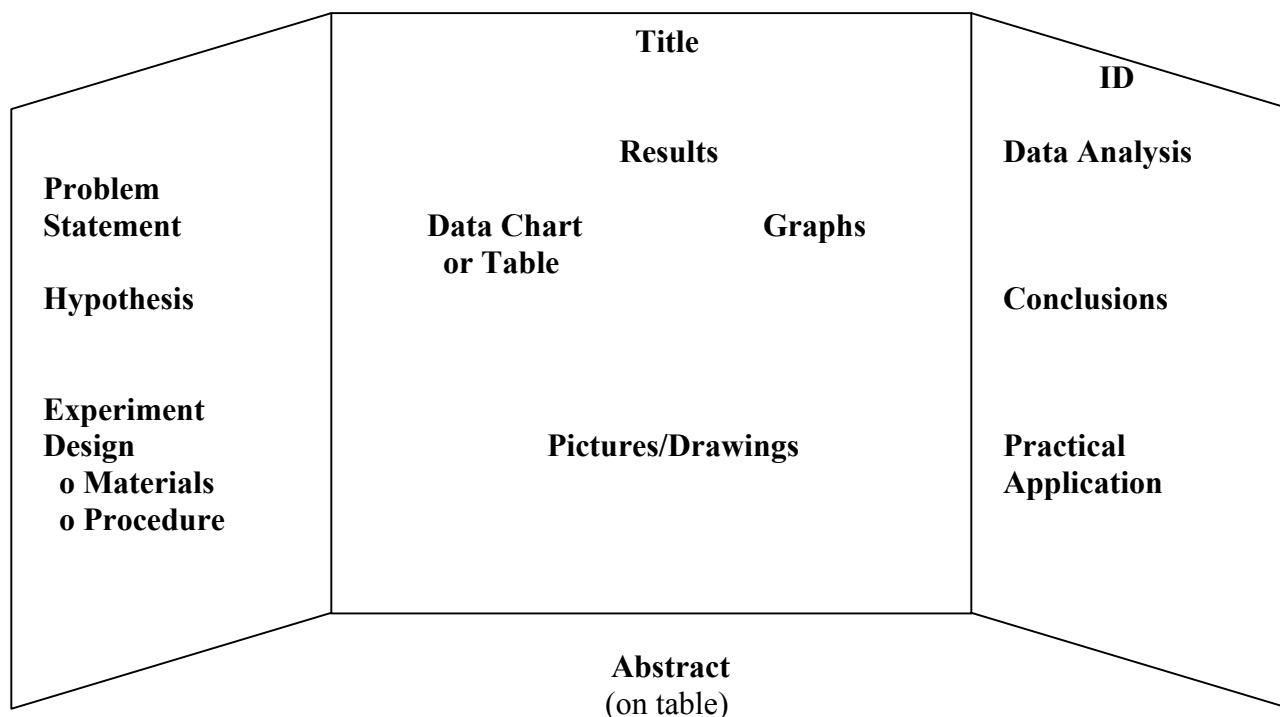 Title
ID
Results
Data Analysis
Problem
Statement
Data Chart
or Table
Graphs
Hypothesis
Conclusions
Experiment
Design
o Materials
o Procedure
Pictures/Drawings
Practical
Application
Abstract
(on table)